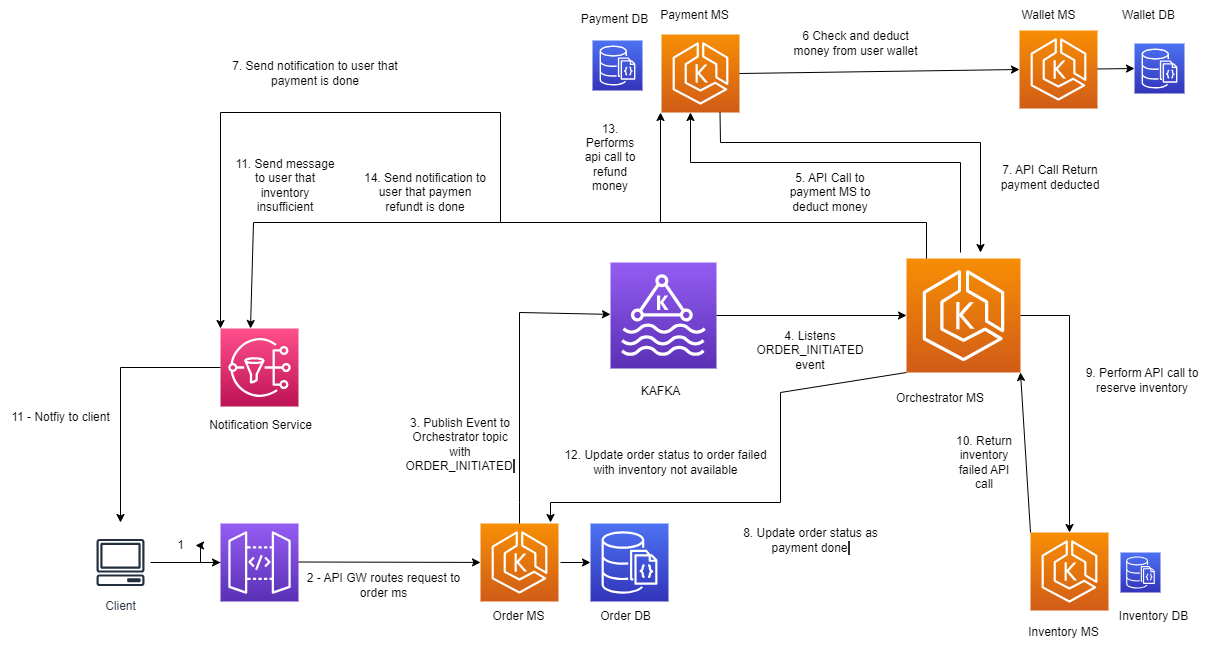 Payment DB
Payment MS
Wallet MS
Wallet DB
6 Check and deduct
money from user wallet
7. Send notification to user that
payment is done
13.
Performs
api call to
refund
money
11. Send message
to user that
inventory
insufficient
14. Send notification to
user that paymen
refundt is done
5. API Call to
payment MS to
deduct money
7. API Call Return
payment deducted
K
4. Listens
ORDER_INITIATED
event
KAFKA
Orchestrator MS
9. Perform API call to
reserve inventory
11 - Notfiy to client
Notification Service
3. Publish Event to
Orchestrator topic
with
ORDER_INITIATED
12. Update order status to order failed
with inventory not available
10. Return
inventory
failed API
call
1
8. Update order status as
payment done
2 - API GW routes request to
order ms
Client
Order MS
Order DB
Inventory MS
Inventory DB